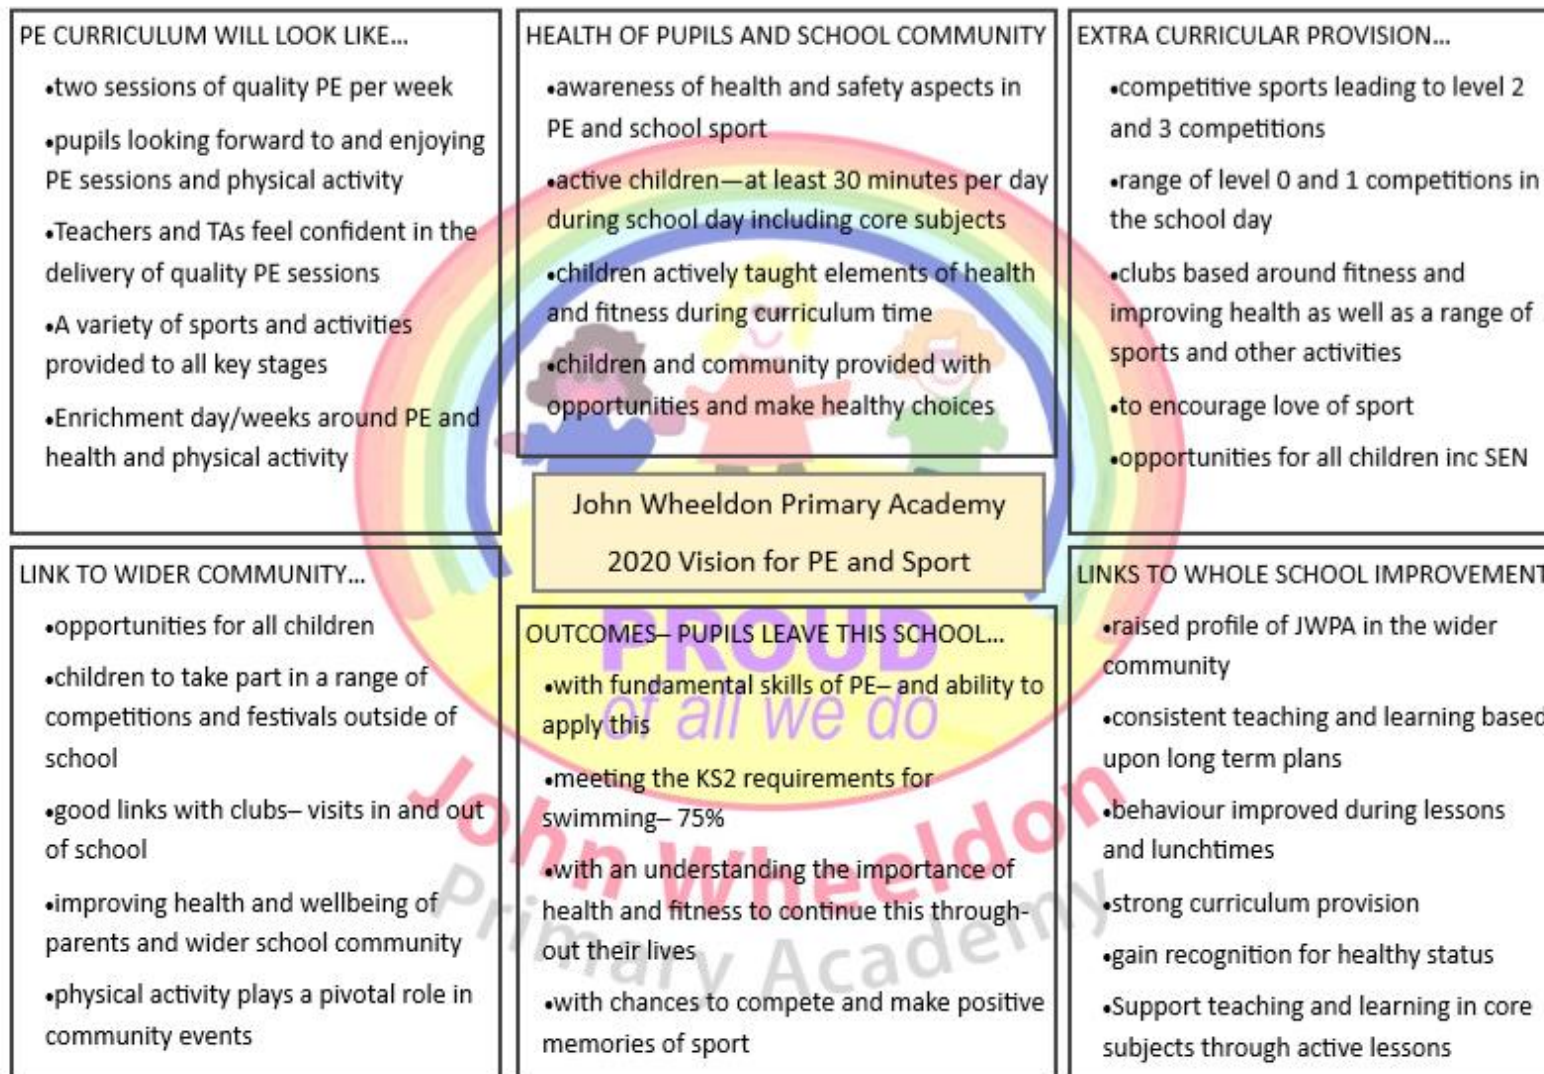 PE CURRICULUM WILL LOOK LIKE...
•two sessions of quality PE per week
•pupils looking forward to and enjoying
PE sessions and physical activity
•Teachers and TAs feel confident in the
delivery of quality PE sessions
•A variety of sports and activities
provided to all key stages
•Enrichment day/weeks around PE and
health and physical activity
HEALTH OF PUPILS AND SCHOOL COMMUNITY
•awareness of health and safety aspects in
PE and school sport
•active children—at least 30 minutes per day
during school day including core subjects
•children actively taught elements of health
and fitness during curriculum time
•children and community provided with
opportunities and make healthy choices
EXTRA CURRICULAR PROVISION...
•competitive sports leading to level 2
and 3 competitions
•range of level 0 and 1 competitions in
the school day
•clubs based around fitness and
improving health as well as a range of
sports and other activities
•to encourage love of sport
•opportunities for all children inc SEN
John Wheeldon Primary Academy
2020 Vision for PE and Sport
LINK TO WIDER COMMUNITY...
•opportunities for all children
•children to take part in a range of
competitions and festivals outside of
school
•good links with clubs– visits in and out
of school
•improving health and wellbeing of
parents and wider school community
•physical activity plays a pivotal role in
community events
OUTCOMES– PUPILS LEAVE THIS SCHOOL...
•with fundamental skills of PE– and ability to
apply this
•meeting the KS2 requirements for
swimming– 75%
•with an understanding the importance of
health and fitness to continue this through-
out their lives
•with chances to compete and make positive
memories of sport
LINKS TO WHOLE SCHOOL IMPROVEMENT
•raised profile of JWPA in the wider
community
•consistent teaching and learning based
upon long term plans
•behaviour improved during lessons
and lunchtimes
•strong curriculum provision
•gain recognition for healthy status
•Support teaching and learning in core
subjects through active lessons
PROUD
of all we do
John Wheeldon
Primary Academy